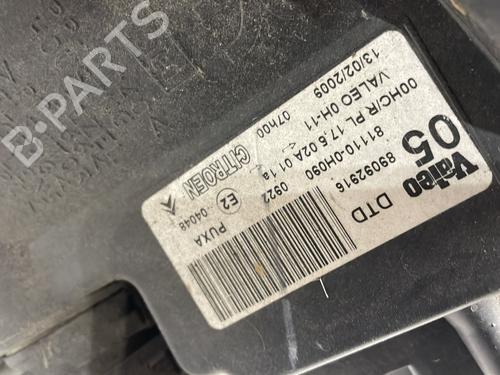 Valeo
05
DTD
89092916
81110-0H090 0922
00HC/R PL 17.5 02A 01 1a
VALEO 0H-11 07h00
13/02/2009
CITROEN
E2
04048
PUXA
B-PARTS